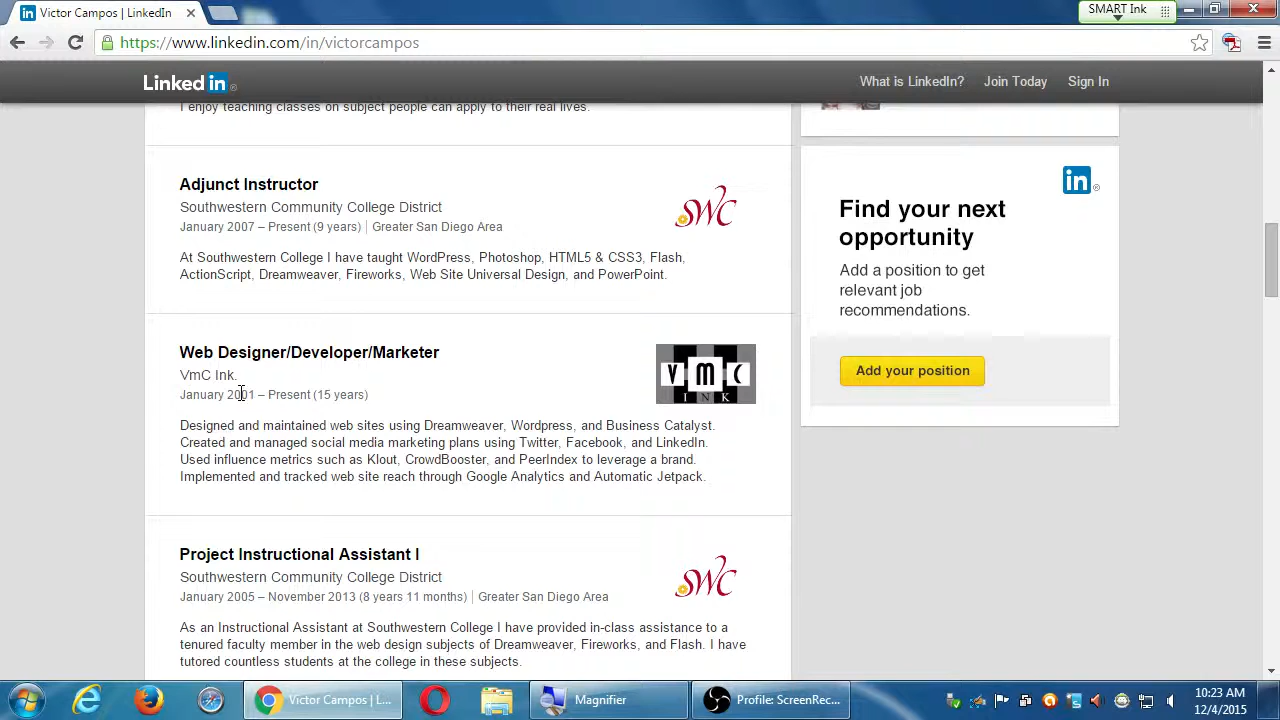 Victor Campos | LinkedIn
SMART Ink
https://www.linkedin.com/in/victorcampos
Linked in
What is LinkedIn?
Join Today
Sign In
I enjoy teaching classes on subject people can apply to their real lives.
Adjunct Instructor
Southwestern Community College District
January 2007 – Present (9 years) | Greater San Diego Area
SWC
At Southwestern College I have taught WordPress, Photoshop, HTML5 & CSS3, Flash,
ActionScript, Dreamweaver, Fireworks, Web Site Universal Design, and PowerPoint.
Web Designer/Developer/Marketer
VmC Ink.
January 2001 – Present (15 years)
VMC
INK
Designed and maintained web sites using Dreamweaver, Wordpress, and Business Catalyst.
Created and managed social media marketing plans using Twitter, Facebook, and LinkedIn.
Used influence metrics such as Klout, CrowdBooster, and PeerIndex to leverage a brand.
Implemented and tracked web site reach through Google Analytics and Automatic Jetpack.
Project Instructional Assistant I
Southwestern Community College District
January 2005 – November 2013 (8 years 11 months) | Greater San Diego Area
SWC
As an Instructional Assistant at Southwestern College I have provided in-class assistance to a
tenured faculty member in the web design subjects of Dreamweaver, Fireworks, and Flash. I have
tutored countless students at the college in these subjects.
in
Find your next
opportunity
Add a position to get
relevant job
recommendations.
Add your position
Victor Campos | L...
Magnifier
Profile: ScreenRec...
10:23 AM
12/4/2015